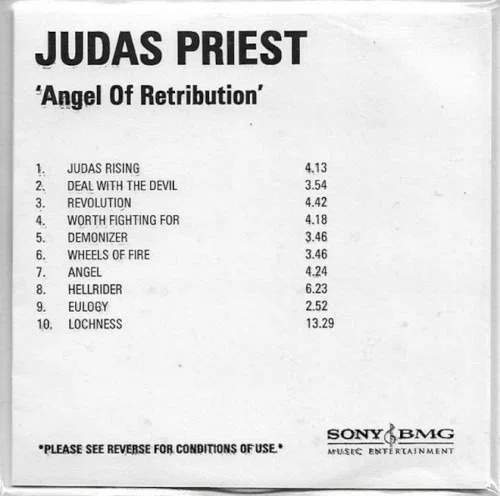 JUDAS PRIEST
'Angel Of Retribution'
1. JUDAS RISING 4.13
2. DEAL WITH THE DEVIL 3.54
3. REVOLUTION 4.42
4. WORTH FIGHTING FOR 4.18
5. DEMONIZER 3.46
6. WHEELS OF FIRE 3.46
7. ANGEL 4.24
8. HELLRIDER 6.23
9. EULOGY 2.52
10. LOCHNESS 13.29
SONY BMG
MUSIC ENTERTAINMENT
*PLEASE SEE REVERSE FOR CONDITIONS OF USE.*